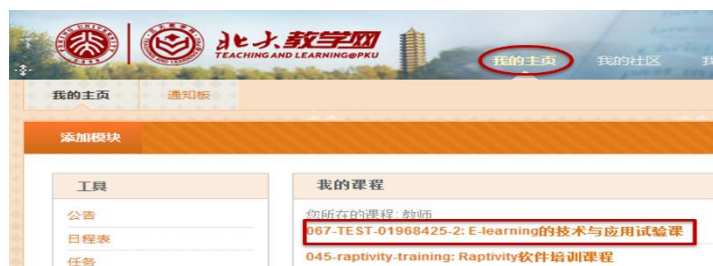 北大教学网
TEACHING AND LEARNING@PKU
我的主页 我的社区
我的主页 通知板
添加模块
工具
公告
日程表
任务
我的课程
您所在的课程: 教师
067-TEST-01968425-2: E-learning的技术与应用试验课
045-raptivity-training: Raptivity软件培训课程